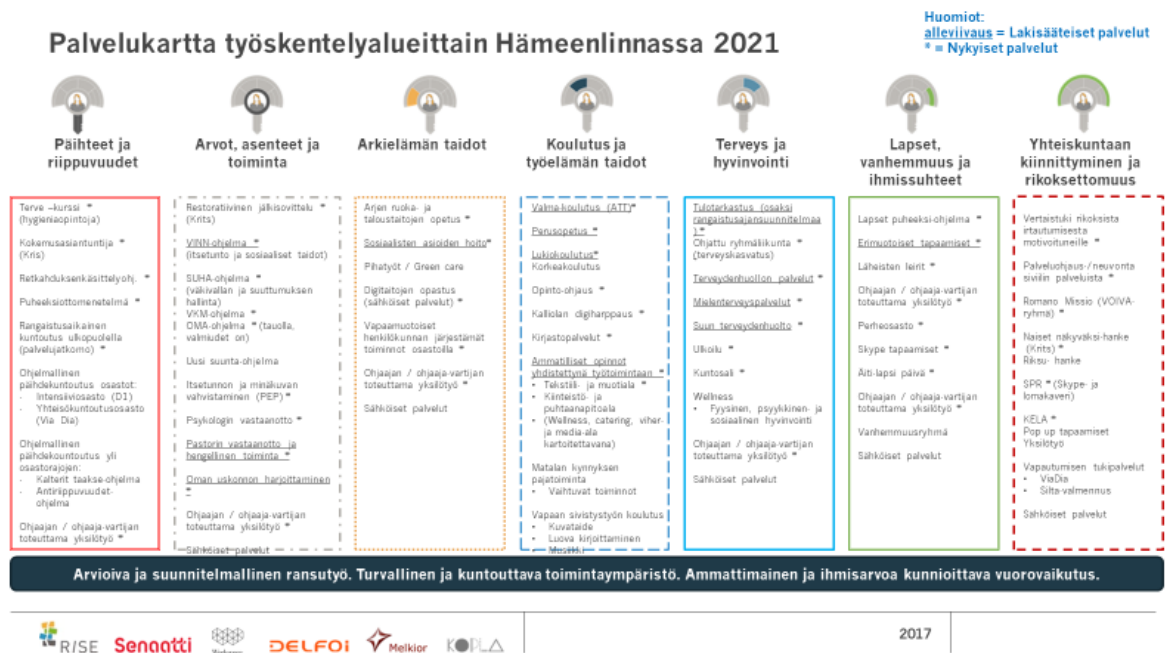 Palvelukartta työskentelyalueittain Hämeenlinnassa 2021
Huomiot:
alleviivaus = Lakisääteiset palvelut
* = Nykyiset palvelut
Päihteet ja
riippuvuudet
Terve –kurssi *
(hygieniaopintoja)
Kokemusasiantuntija *
(Kris)
Retkahduksenkäsittelyohj. *
Puheeksiottomenetelmä *
Rangaistusaikainen
kuntoutus ulkopuolella
(palvelujatkomo) *
Ohjelmalliset
päihdekuntoutus osastot:
- Intensiiviosasto (D1)
- Yhteisökuntoutusosasto
(Via Dia)
Ohjelmallinen
päihdekountoutus yli
osastorajojen:
- Kalterit taakse-ohjelma
- Antiriippuvuudet-
ohjelma
Ohjaajan / ohjaaja-vartijan
toteuttama yksilötyö *
Arvot, asenteet ja
toiminta
Restoratiivinen jälkisovittelu *
(Krits)
VINN-ohjelma *
(itsetunto ja sosiaaliset taidot)
SUHA-ohjelma *
(väkivallan ja suuttumuksen
hallinta)
VKM-ohjelma *
OMA-ohjelma * (tauolla,
valmiudet on)
Uusi suunta-ohjelma
Itsetunnon ja minäkuvan
vahvistaminen (PEP) *
Psykologin vastaanotto *
Pastorin vastaanotto ja
hengellinen toiminta *
Oman uskonnon harjoittaminen
*
Ohjaajan / ohjaaja-vartijan
toteuttama yksilötyö *
Sähköiset palvelut
Arkielämän taidot
Arjen ruoka- ja
taloustaitojen opetus *
Sosiaalisten asioiden hoito*
Pihatyöt / Green care
Digitaitojen opastus
(sähköiset palvelut) *
Vapaamuotoiset
henkilökunnan järjestämät
toiminnot osastoilla *
Ohjaajan / ohjaaja-vartijan
toteuttama yksilötyö *
Sähköiset palvelut
Koulutus ja
työelämän taidot
Valma-koulutus (ATT)*
Perusopetus *
Lukiokoulutus*
Korkeakoulutus
Opinto-ohjaus *
Kalliolan digiharppaus *
Kirjastopalvelut *
Ammatilliset opinnot
yhdistettynä työtoimintaan *
• Tekstiili- ja muotiala *
• Kiinteistö- ja
puhtaanapitoala
• (Wellness, catering, viher-
ja media-ala
kartoitettavana)
Matalan kynnyksen
pajatoiminta
• Vaihtuvat toiminnot
Vapaan sivistystyön koulutus
• Kuvataide
• Luova kirjoittaminen
• Musiikki
Terveys ja
hyvinvointi
Tulotarkastus (osaksi
rangaistusajansuunnitelmaa
) *
Ohjattu ryhmäliikunta *
(terveyskasvatus)
Terveydenhuollon palvelut *
Mielenterveyspalvelut *
Suun terveydenhuolto *
Ulkoilu *
Kuntosali *
Wellness
• Fyysinen, psyykkinen- ja
sosiaalinen hyvinvointi
Ohjaajan / ohjaaja-vartijan
toteuttama yksilötyö *
Sähköiset palvelut
Lapset,
vanhemmuus ja
ihmissuhteet
Lapset puheeksi-ohjelma *
Erimuotoiset tapaamiset *
Läheisten leirit *
Ohjaajan / ohjaaja-vartijan
toteuttama yksilötyö *
Perheosasto *
Skype tapaamiset *
Äiti-lapsi päivä *
Ohjaajan / ohjaaja-vartijan
toteuttama yksilötyö *
Vanhemmuusryhmä
Sähköiset palvelut
Yhteiskuntaan
kiinnittyminen ja
rikoksettomuus
Vertaistuki rikoksista
irtautumisesta
motivoituneille *
Palveluohjaus-/neuvonta
siviilin palveluista *
Romano Missio (VOIVA-
ryhmä) *
Naiset näkyväksi-hanke
(Krits) *
Riksu- hanke
SPR * (Skype- ja
lomakaven)
KELA *
Pop up tapaamiset
Yksilötyö
Vapautumisen tukipalvelut
• ViaDia
• Silta-valmennus
Sähköiset palvelut
Arvioiva ja suunnitelmallinen ransutyö. Turvallinen ja kuntouttava toimintaympäristö. Ammattimainen ja ihmisarvoa kunnioittava vuorovaikutus.
RISE
Senaatti
DELFOI
Melkior
KOPLA
2017